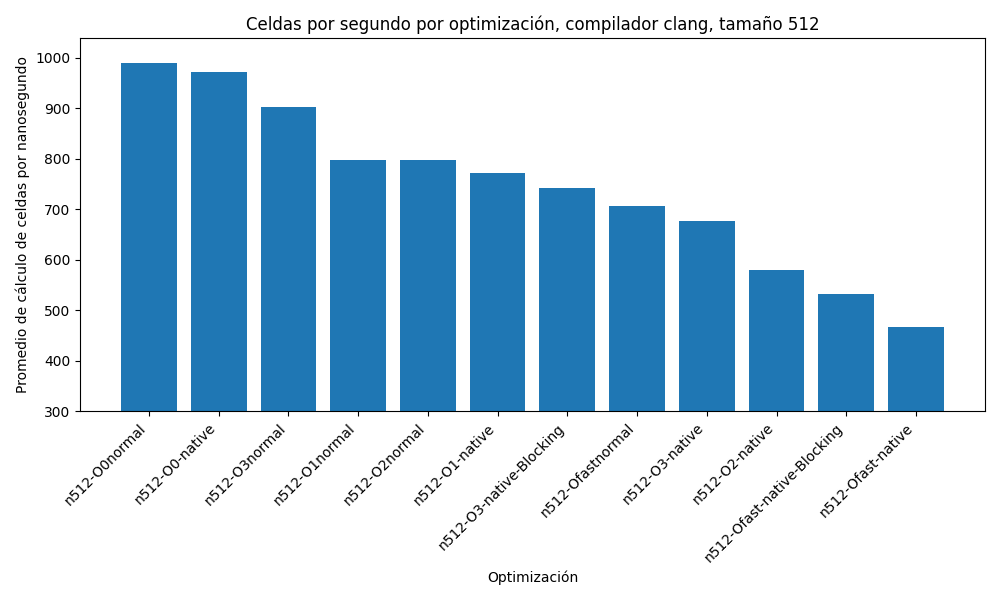 Celdas por segundo por optimización, compilador clang, tamaño 512
Promedio de cálculo de celdas por nanosegundo
1000
900
800
700
600
500
400
300
n512-O0normal
n512-O0-native
n512-O3normal
n512-O1normal
n512-O2normal
n512-O1-native
n512-O3-native-Blocking
n512-Ofastnormal
n512-O3-native
n512-O2-native
n512-Ofast-native-Blocking
n512-Ofast-native
Optimización